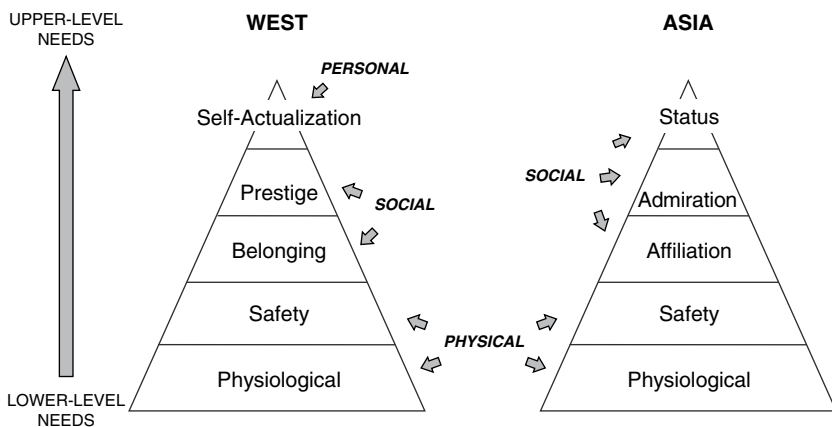 UPPER-LEVEL
NEEDS
WEST
ASIA
PERSONAL
Self-Actualization
Status
Prestige
SOCIAL
SOCIAL
Admiration
Belonging
Affiliation
Safety
PHYSICAL
Safety
Physiological
Physiological
LOWER-LEVEL
NEEDS